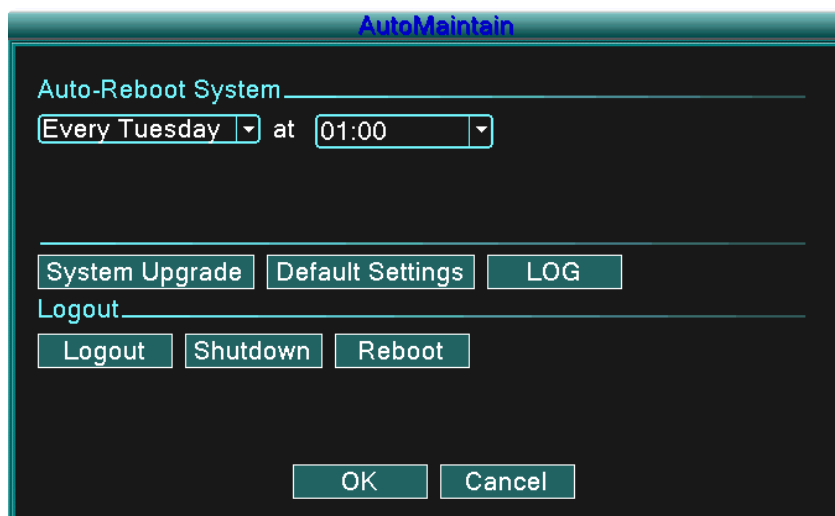 AutoMaintain
Auto-Reboot System
Every Tuesday at 01:00
System Upgrade Default Settings LOG
Logout
Logout Shutdown Reboot
OK Cancel